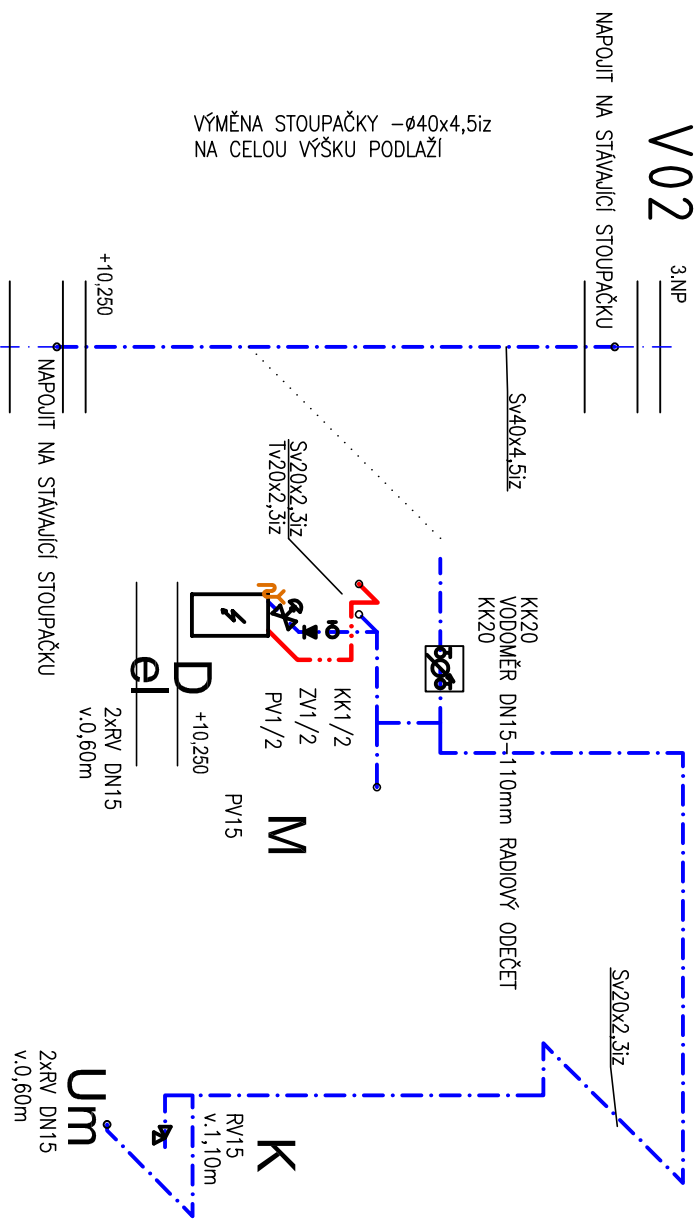 V02
3.NP
NAPOJIT NA STÁVAJÍCÍ STOUPAČKU
VÝMĚNA STOUPAČKY -ø40x4,5iz
NA CELOU VÝŠKU PODLAŽÍ
+10,250
NAPOJIT NA STÁVAJÍCÍ STOUPAČKU
Sv40x4,5iz
Sv20x2,3iz
Tv20x2,3iz
KK20
VODOMĚR DN15-110mm RADIOVÝ ODEČET
KK20
KK1/2
ZV1/2
PV1/2
D
el
+10,250
2xRV DN15
v.0,60m
M
PV15
Sv20x2,3iz
K
RV15
v.1,10m
Um
2xRV DN15
v.0,60m